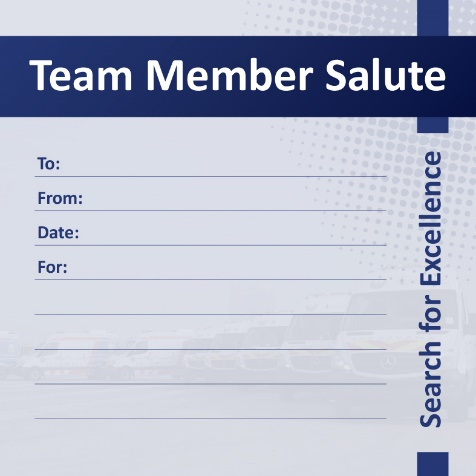 Team Member Salute
To:
From:
Date:
For:
Search for Excellence